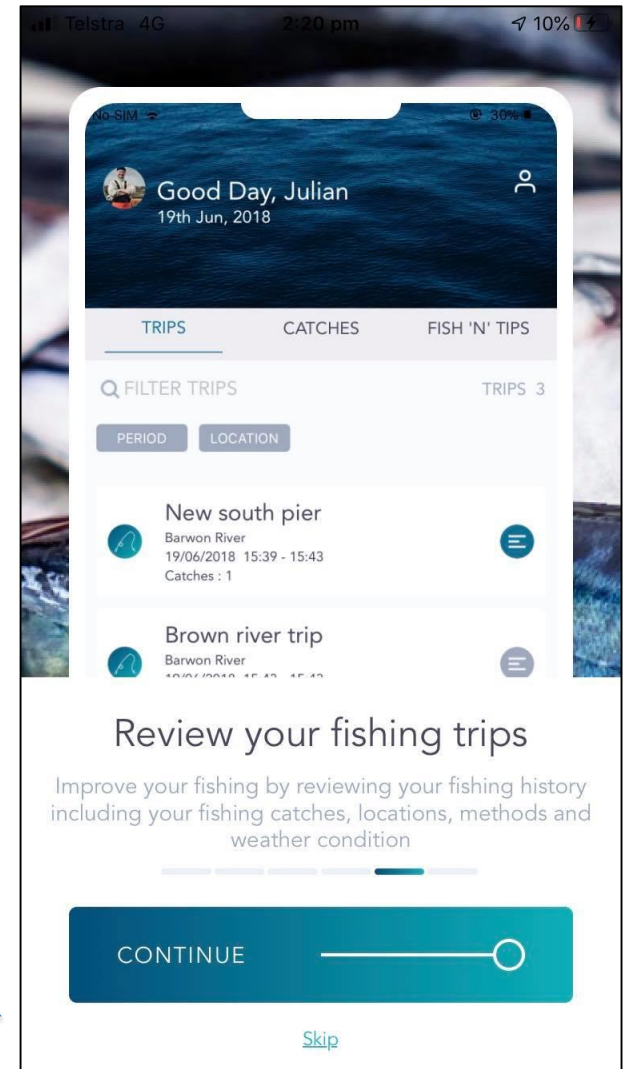 Telstra 4G 2:20 pm 10%
No SIM 30%
Good Day, Julian
19th Jun, 2018
TRIPS CATCHES FISH 'N' TIPS
FILTER TRIPS TRIPS 3
PERIOD LOCATION
New south pier
Barwon River
19/06/2018 15:39 - 15:43
Catches : 1
Brown river trip
Barwon River
Review your fishing trips
Improve your fishing by reviewing your fishing history
including your fishing catches, locations, methods and
weather condition
CONTINUE
Skip